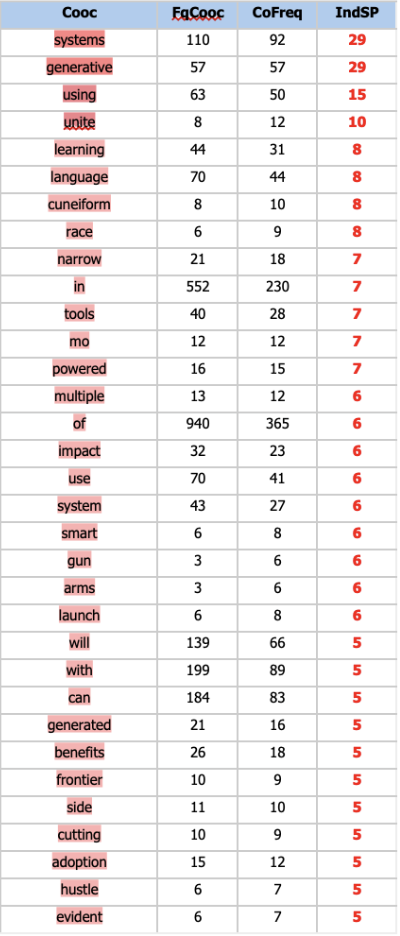 Cooc FqCooc CoFreq IndSP
systems 110 92 29
generative 57 57 29
using 63 50 15
unite 8 12 10
learning 44 31 8
language 70 44 8
cuneiform 8 10 8
race 6 9 8
narrow 21 18 7
in 552 230 7
tools 40 28 7
mo 12 12 7
powered 16 15 7
multiple 13 12 6
of 940 365 6
impact 32 23 6
use 70 41 6
system 43 27 6
smart 6 8 6
gun 3 6 6
arms 3 6 6
launch 6 8 6
will 139 66 5
with 199 89 5
can 184 83 5
generated 21 16 5
benefits 26 18 5
frontier 10 9 5
side 11 10 5
cutting 10 9 5
adoption 15 12 5
hustle 6 7 5
evident 6 7 5